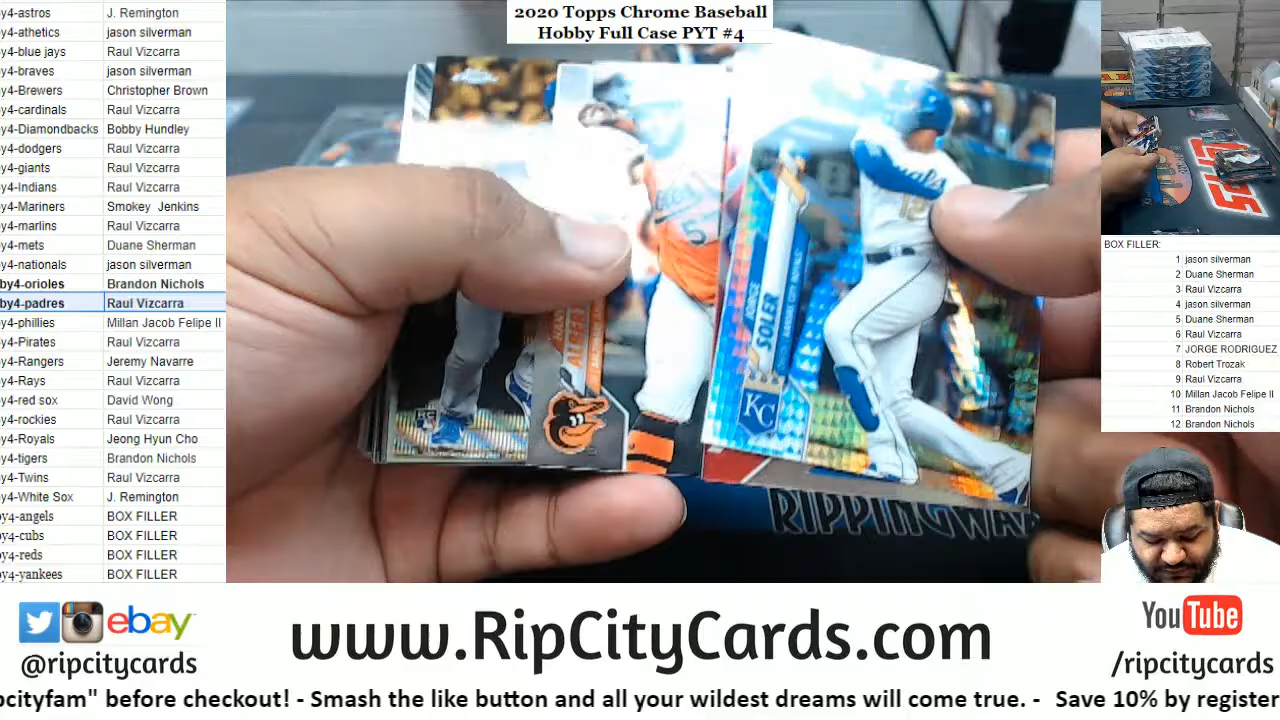 2020 Topps Chrome Baseball
Hobby Full Case PYT #4
y4-astros J. Remington
y4-athetics jason silverman
y4-blue jays Raul Vizcarra
y4-braves jason silverman
y4-Brewers Christopher Brown
y4-cardinals Raul Vizcarra
y4-Diamondbacks Bobby Hundley
y4-dodgers Raul Vizcarra
y4-giants Raul Vizcarra
y4-Indians Raul Vizcarra
y4-Mariners Smokey Jenkins
y4-marlins Raul Vizcarra
y4-mets Duane Sherman
y4-nationals jason silverman
by4-orioles Brandon Nichols
by4-padres Raul Vizcarra
y4-phillies Millan Jacob Felipe II
y4-Pirates Raul Vizcarra
y4-Rangers Jeremy Navarre
y4-Rays Raul Vizcarra
y4-red sox David Wong
y4-rockies Raul Vizcarra
y4-Royals Jeong Hyun Cho
y4-tigers Brandon Nichols
y4-Twins Raul Vizcarra
y4-White Sox J. Remington
y4-angels BOX FILLER
y4-cubs BOX FILLER
y4-reds BOX FILLER
y4-yankees BOX FILLER
JORGE
SOLER
KANSAS CITY ROYALS
KC
RC
5
12
RIPPINGWA
BOX FILLER:
1 jason silverman
2 Duane Sherman
3 Raul Vizcarra
4 jason silverman
5 Duane Sherman
6 Raul Vizcarra
7 JORGE RODRIGUEZ
8 Robert Trozak
9 Raul Vizcarra
10 Millan Jacob Felipe II
11 Brandon Nichols
12 Brandon Nichols
ebay
@ripcitycards
www.RipCityCards.com
YouTube
/ripcitycards
pcityfam" before checkout! - Smash the like button and all your wildest dreams will come true. - Save 10% by register